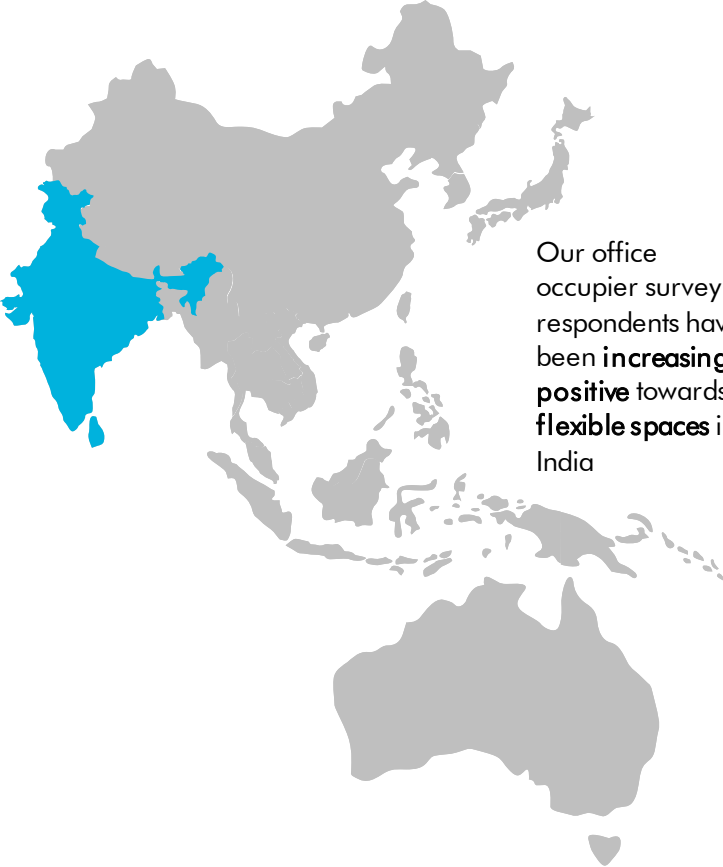 Our office
occupier survey
respondents hav
been increasing
positive towards
flexible spaces i
India